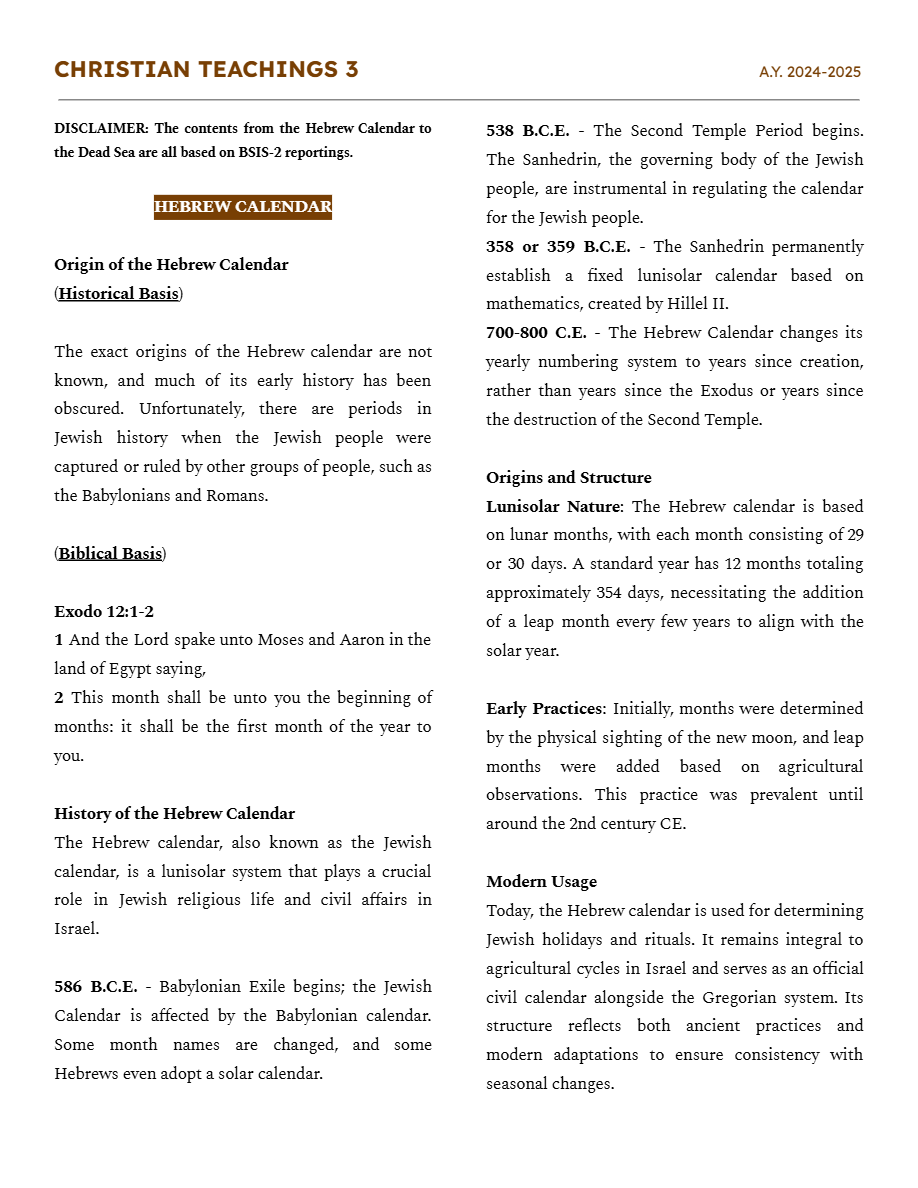 CHRISTIAN TEACHINGS 3
A.Y. 2024-2025
DISCLAIMER: The contents from the Hebrew Calendar to
the Dead Sea are all based on BSIS-2 reportings.
HEBREW CALENDAR
Origin of the Hebrew Calendar
(Historical Basis)
The exact origins of the Hebrew calendar are not
known, and much of its early history has been
obscured. Unfortunately, there are periods in
Jewish history when the Jewish people were
captured or ruled by other groups of people, such as
the Babylonians and Romans.
(Biblical Basis)
Exodo 12:1-2
1 And the Lord spake unto Moses and Aaron in the
land of Egypt saying,
2 This month shall be unto you the beginning of
months: it shall be the first month of the year to
you.
History of the Hebrew Calendar
The Hebrew calendar, also known as the Jewish
calendar, is a lunisolar system that plays a crucial
role in Jewish religious life and civil affairs in
Israel.
586 B.C.E. - Babylonian Exile begins; the Jewish
Calendar is affected by the Babylonian calendar.
Some month names are changed, and some
Hebrews even adopt a solar calendar.
538 B.C.E. - The Second Temple Period begins.
The Sanhedrin, the governing body of the Jewish
people, are instrumental in regulating the calendar
for the Jewish people.
358 or 359 B.C.E. - The Sanhedrin permanently
establish a fixed lunisolar calendar based on
mathematics, created by Hillel II.
700-800 C.E. - The Hebrew Calendar changes its
yearly numbering system to years since creation,
rather than years since the Exodus or years since
the destruction of the Second Temple.
Origins and Structure
Lunisolar Nature: The Hebrew calendar is based
on lunar months, with each month consisting of 29
or 30 days. A standard year has 12 months totaling
approximately 354 days, necessitating the addition
of a leap month every few years to align with the
solar year.
Early Practices: Initially, months were determined
by the physical sighting of the new moon, and leap
months were added based on agricultural
observations. This practice was prevalent until
around the 2nd century CE.
Modern Usage
Today, the Hebrew calendar is used for determining
Jewish holidays and rituals. It remains integral to
agricultural cycles in Israel and serves as an official
civil calendar alongside the Gregorian system. Its
structure reflects both ancient practices and
modern adaptations to ensure consistency with
seasonal changes.